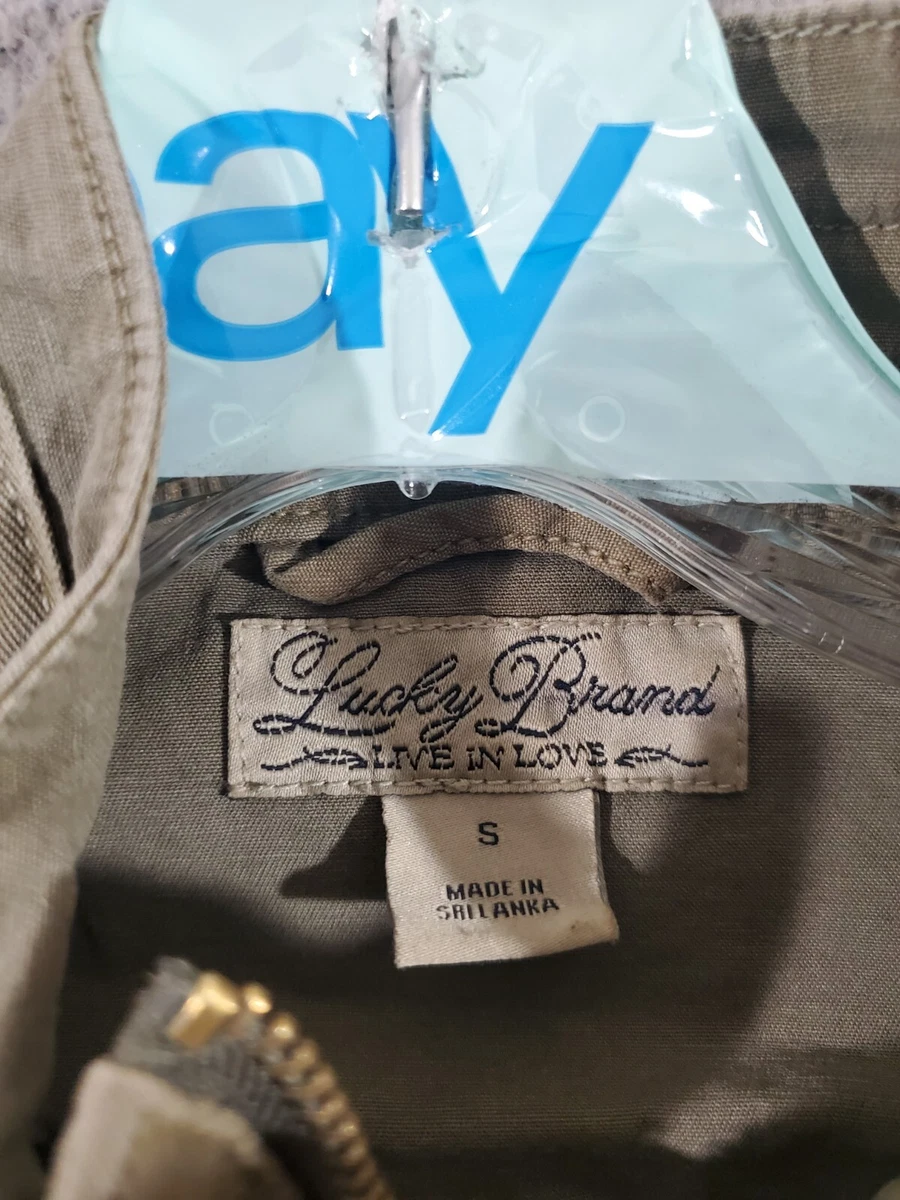 ay
Lucky Brand
LIVE IN LOVE
S
MADE IN
SRI LANKA